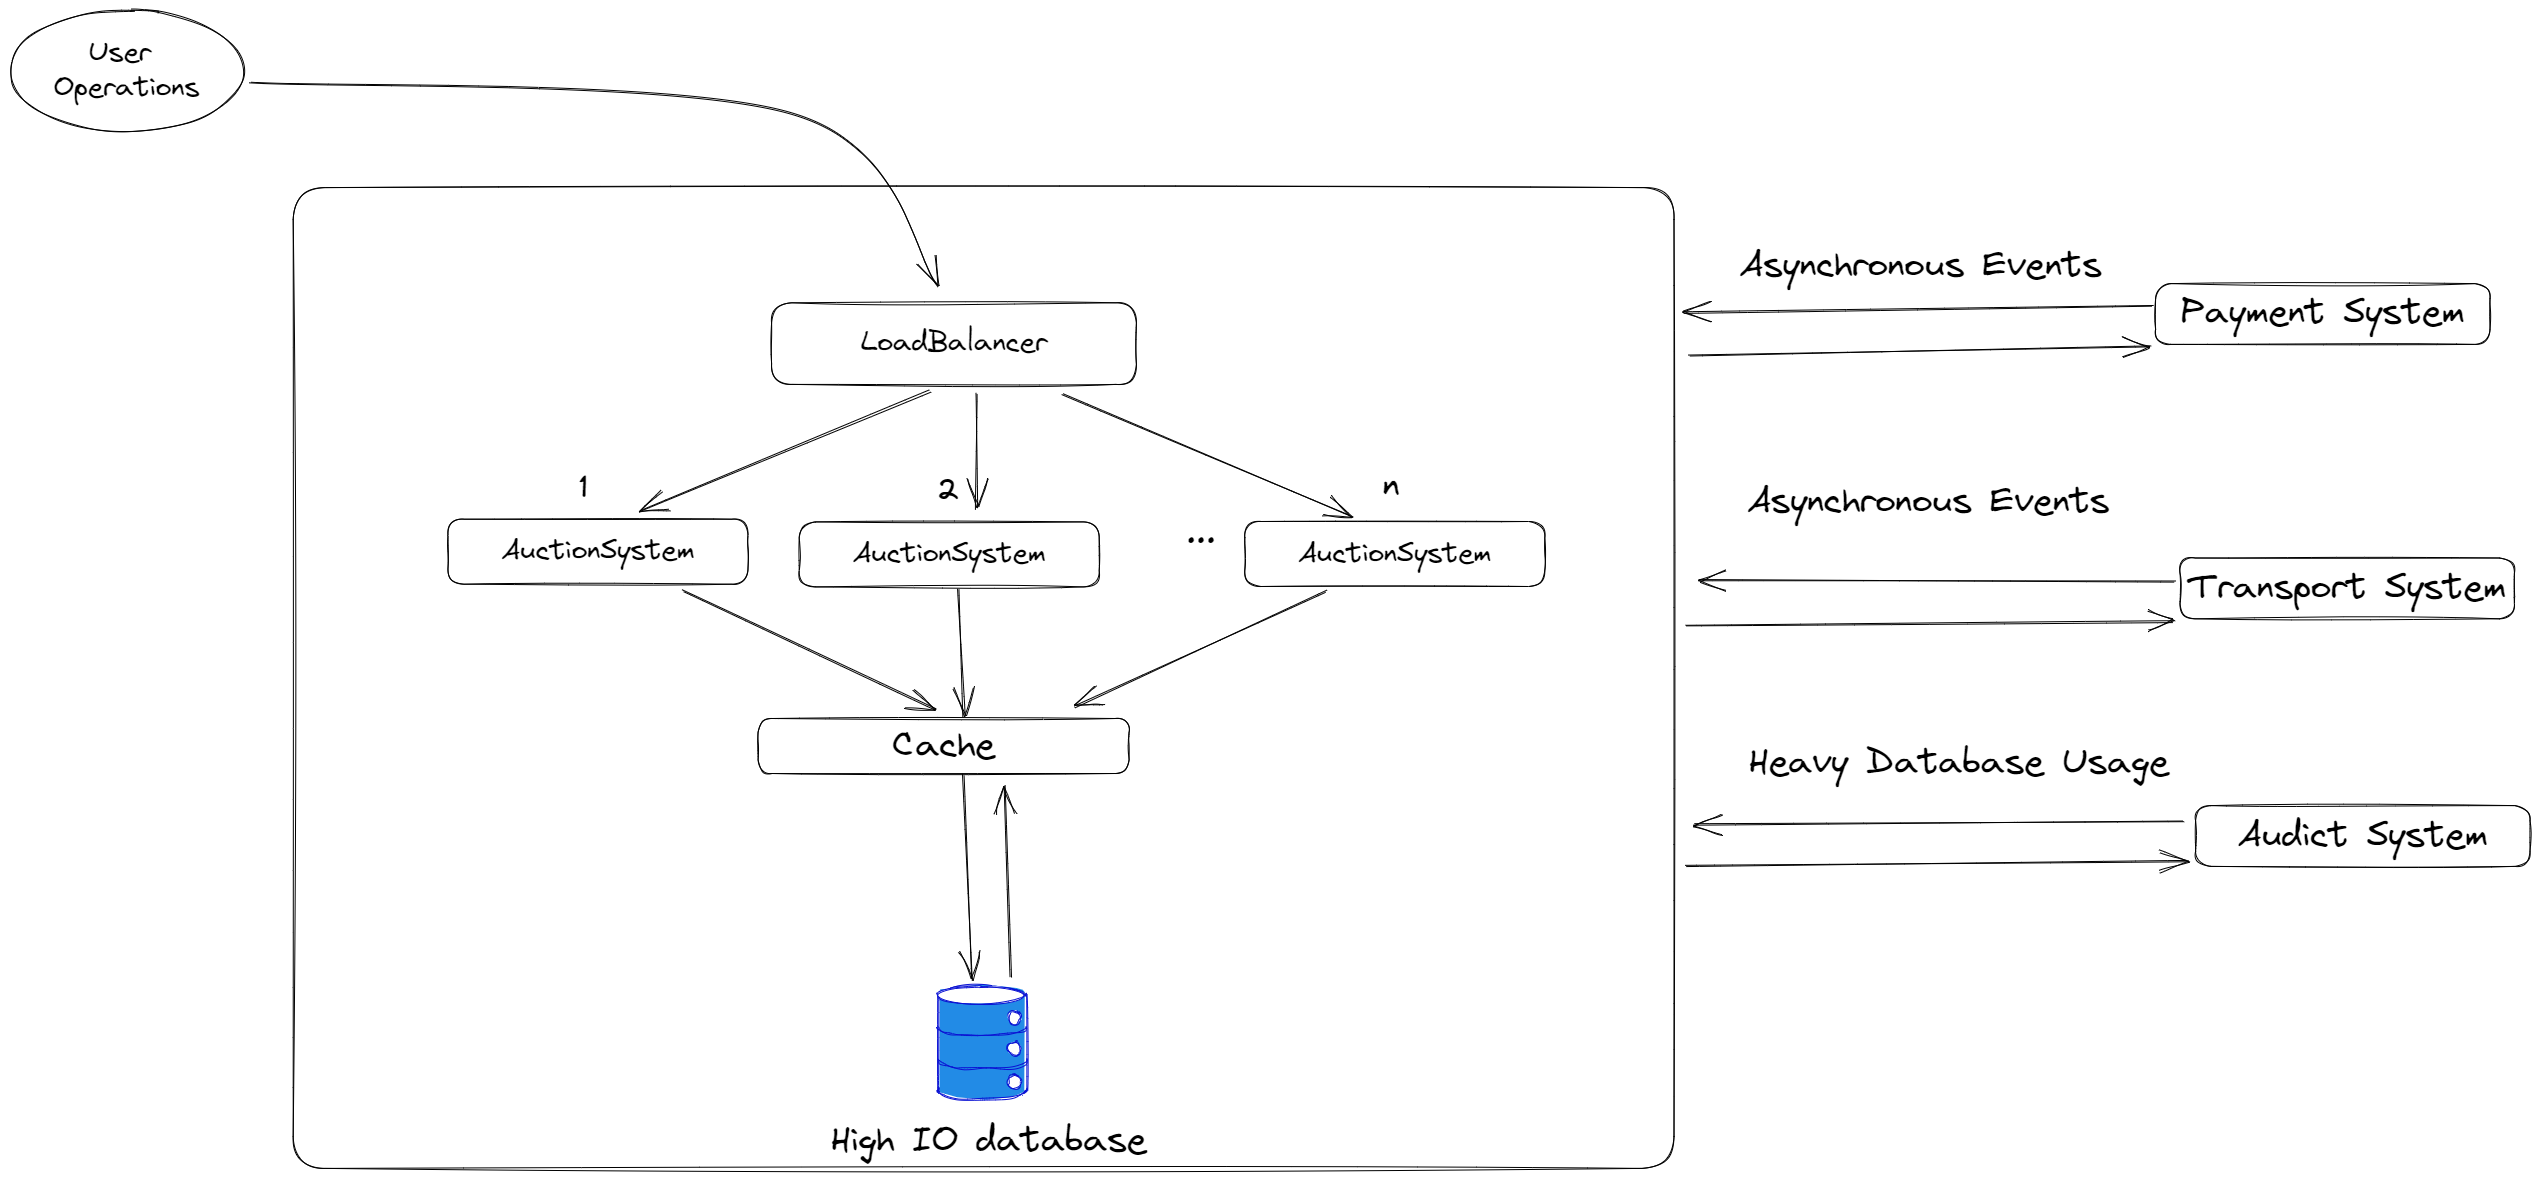 User
Operations
LoadBalancer
1
2
n
AuctionSystem
AuctionSystem
...
AuctionSystem
Cache
High IO database
Asynchronous Events
Payment System
Asynchronous Events
Transport System
Heavy Database Usage
Audict System